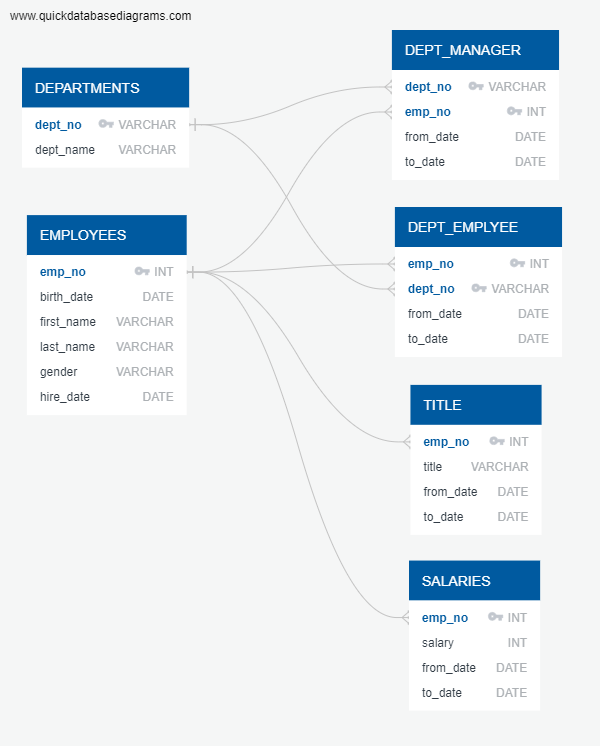 www.quickdatabasediagrams.com
DEPARTMENTS
dept_no VARCHAR
dept_name VARCHAR
EMPLOYEES
emp_no INT
birth_date DATE
first_name VARCHAR
last_name VARCHAR
gender VARCHAR
hire_date DATE
DEPT_MANAGER
dept_no VARCHAR
emp_no INT
from_date DATE
to_date DATE
DEPT_EMPLYEE
emp_no INT
dept_no VARCHAR
from_date DATE
to_date DATE
TITLE
emp_no INT
title VARCHAR
from_date DATE
to_date DATE
SALARIES
emp_no INT
salary INT
from_date DATE
to_date DATE